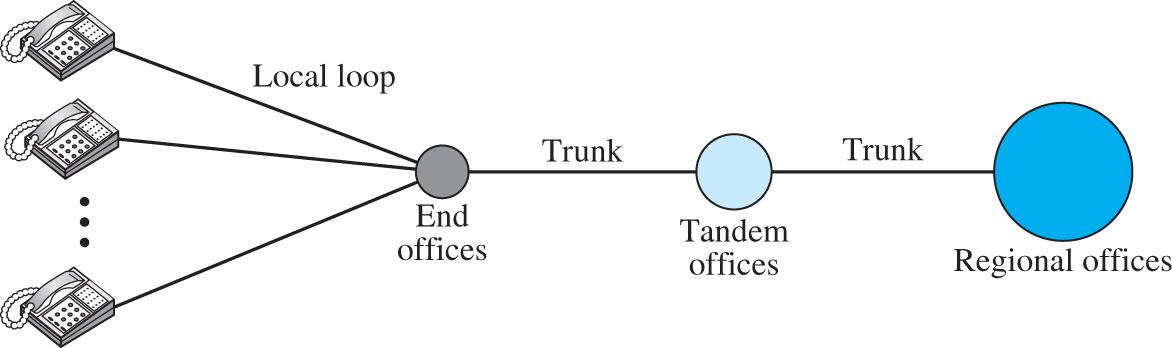 Local loop
Trunk
Trunk
End
offices
Tandem
offices
Regional offices